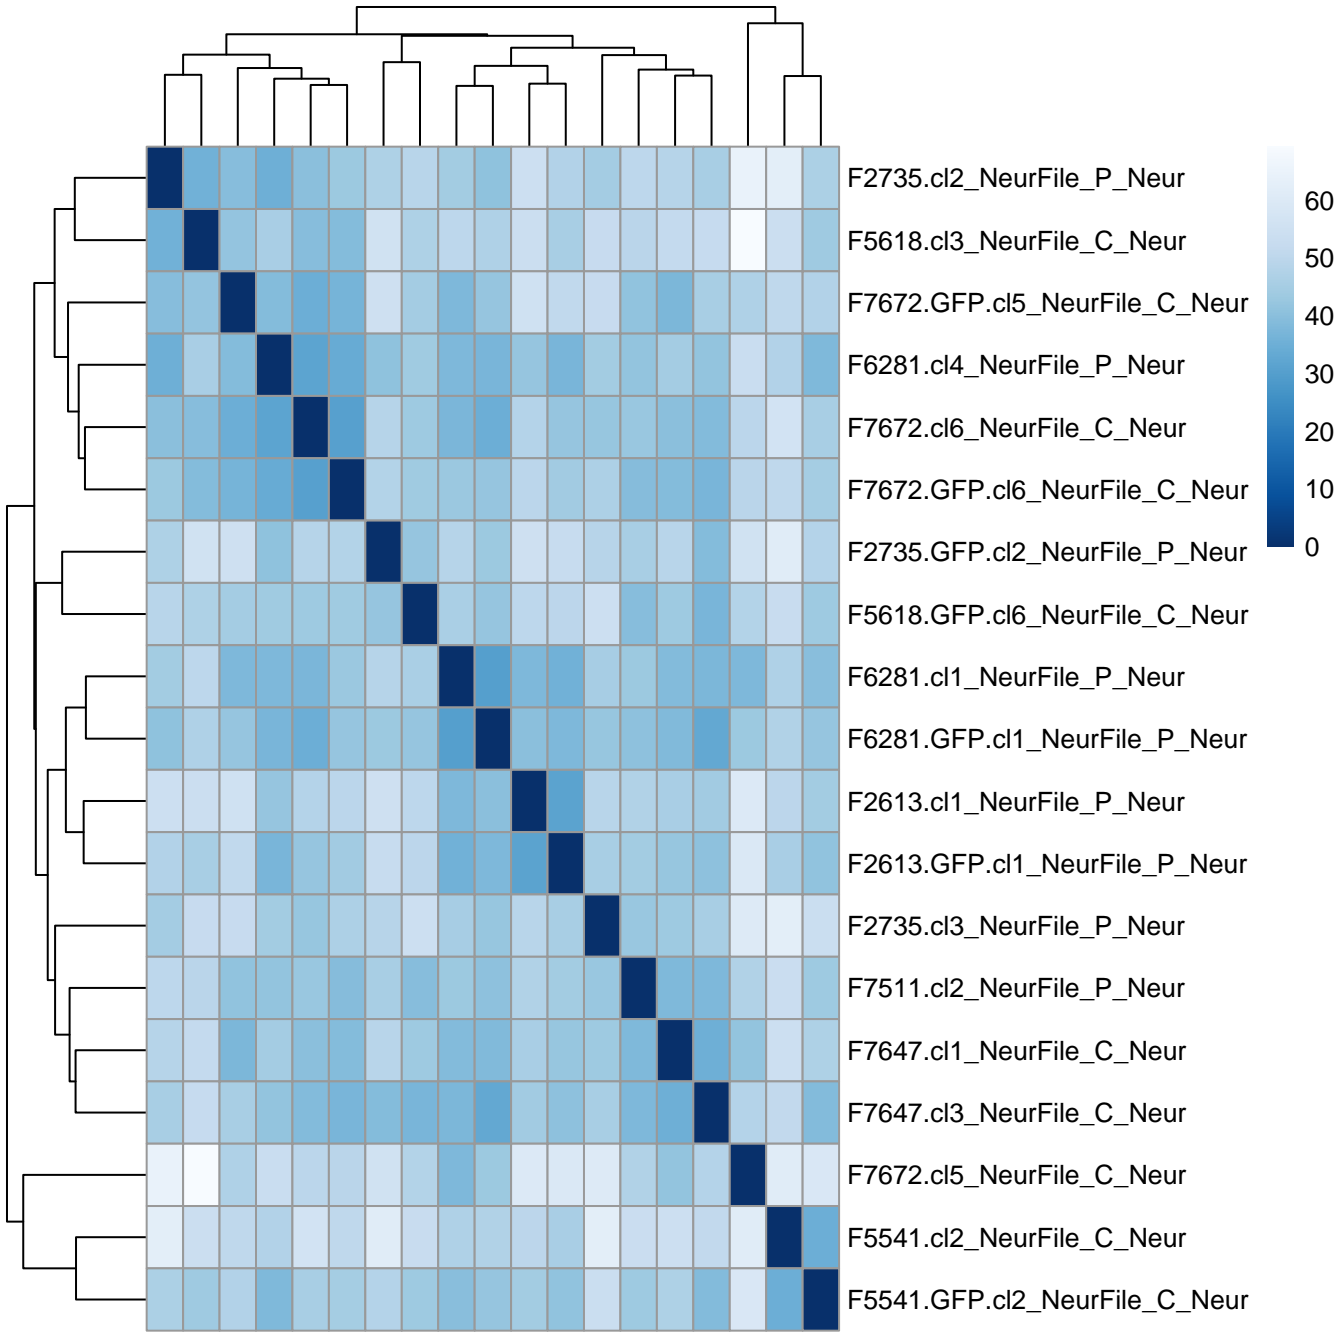 F2735.cl2_NeurFile_P_Neur
F5618.cl3_NeurFile_C_Neur
F7672.GFP.cl5_NeurFile_C_Neur
F6281.cl4_NeurFile_P_Neur
F7672.cl6_NeurFile_C_Neur
F7672.GFP.cl6_NeurFile_C_Neur
F2735.GFP.cl2_NeurFile_P_Neur
F5618.GFP.cl6_NeurFile_C_Neur
F6281.cl1_NeurFile_P_Neur
F6281.GFP.cl1_NeurFile_P_Neur
F2613.cl1_NeurFile_P_Neur
F2613.GFP.cl1_NeurFile_P_Neur
F2735.cl3_NeurFile_P_Neur
F7511.cl2_NeurFile_P_Neur
F7647.cl1_NeurFile_C_Neur
F7647.cl3_NeurFile_C_Neur
F7672.cl5_NeurFile_C_Neur
F5541.cl2_NeurFile_C_Neur
F5541.GFP.cl2_NeurFile_C_Neur
60
50
40
30
20
10
0